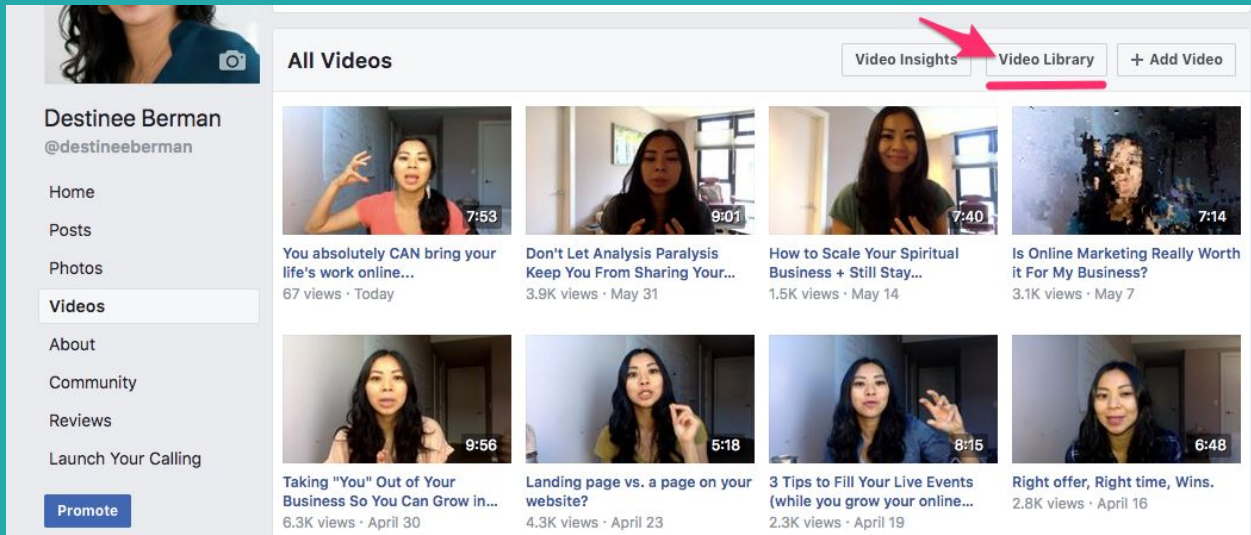 Destinee Berman
@destineeberman
Home
Posts
Photos
Videos
About
Community
Reviews
Launch Your Calling
Promote
All Videos
Video Insights
Video Library
+ Add Video
7:53
You absolutely CAN bring your
life's work online...
67 views · Today
9:01
Don't Let Analysis Paralysis
Keep You From Sharing Your...
3.9K views · May 31
7:40
How to Scale Your Spiritual
Business + Still Stay...
1.5K views · May 14
7:14
Is Online Marketing Really Worth
it For My Business?
3.1K views · May 7
9:56
Taking "You" Out of Your
Business So You Can Grow in...
6.3K views · April 30
5:18
Landing page vs. a page on your
website?
4.3K views · April 23
8:15
3 Tips to Fill Your Live Events
(while you grow your online...
2.3K views · April 19
6:48
Right offer, Right time, Wins.
2.8K views · April 16